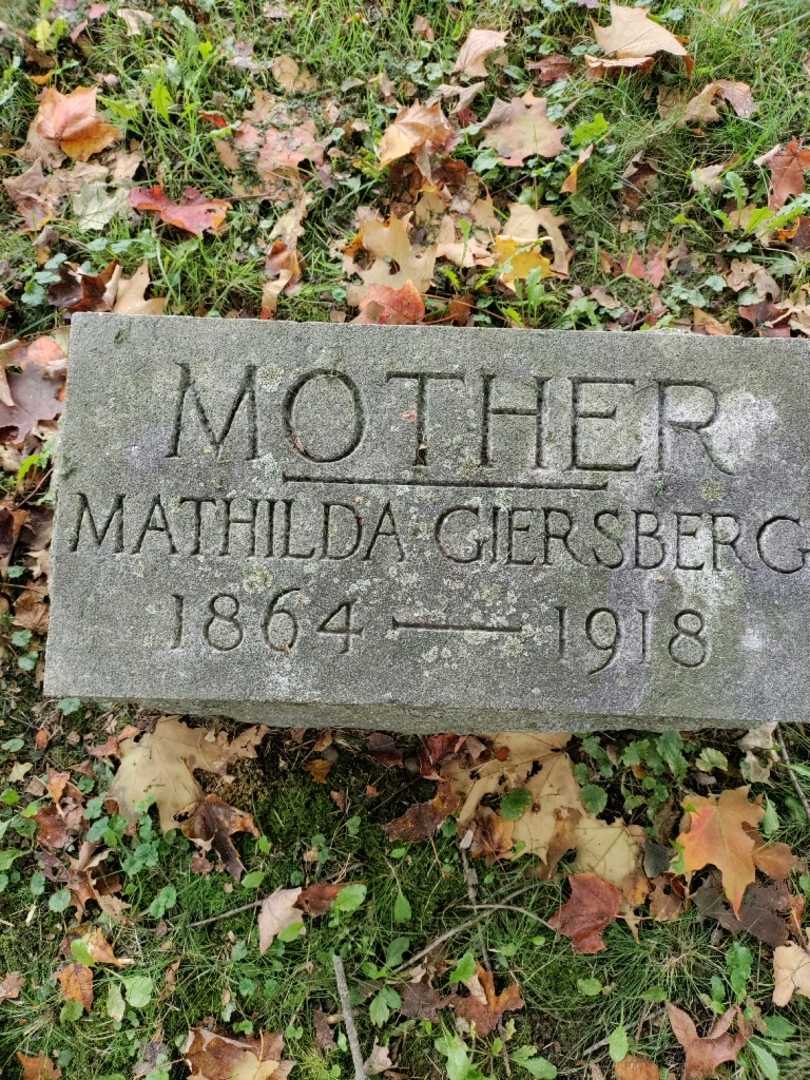 MOTHER
MATHILDA GIERSBERG
1864 — 1918